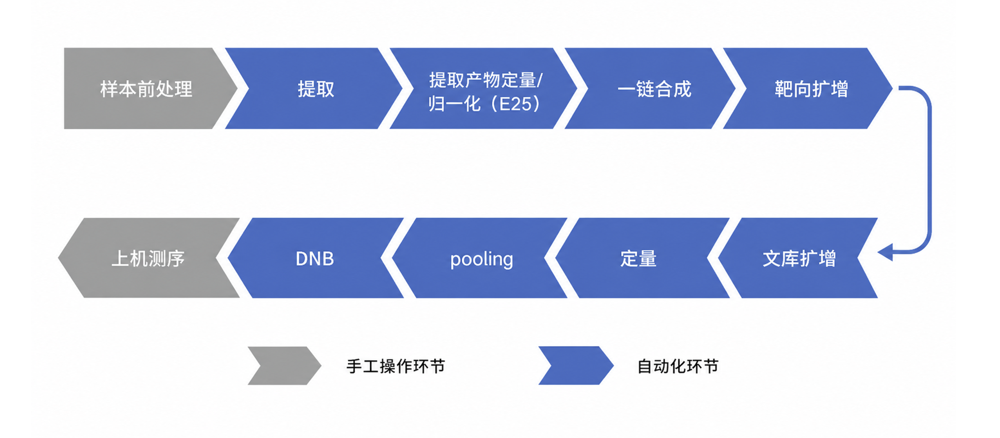 样本前处理
提取
提取产物定量/
归一化（E25）
一链合成
靶向扩增
文库扩增
定量
pooling
DNB
上机测序
手工操作环节
自动化环节